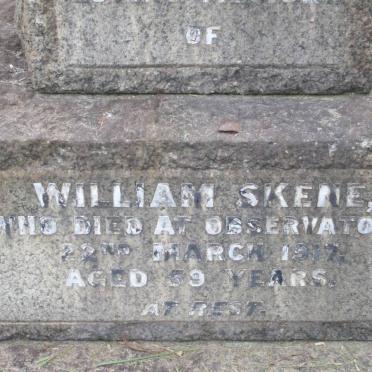 OF
WILLIAM SKENE,
WHO DIED AT OBSERVATO
22ND MARCH 1917.
AGED 59 YEARS.
AT REST.